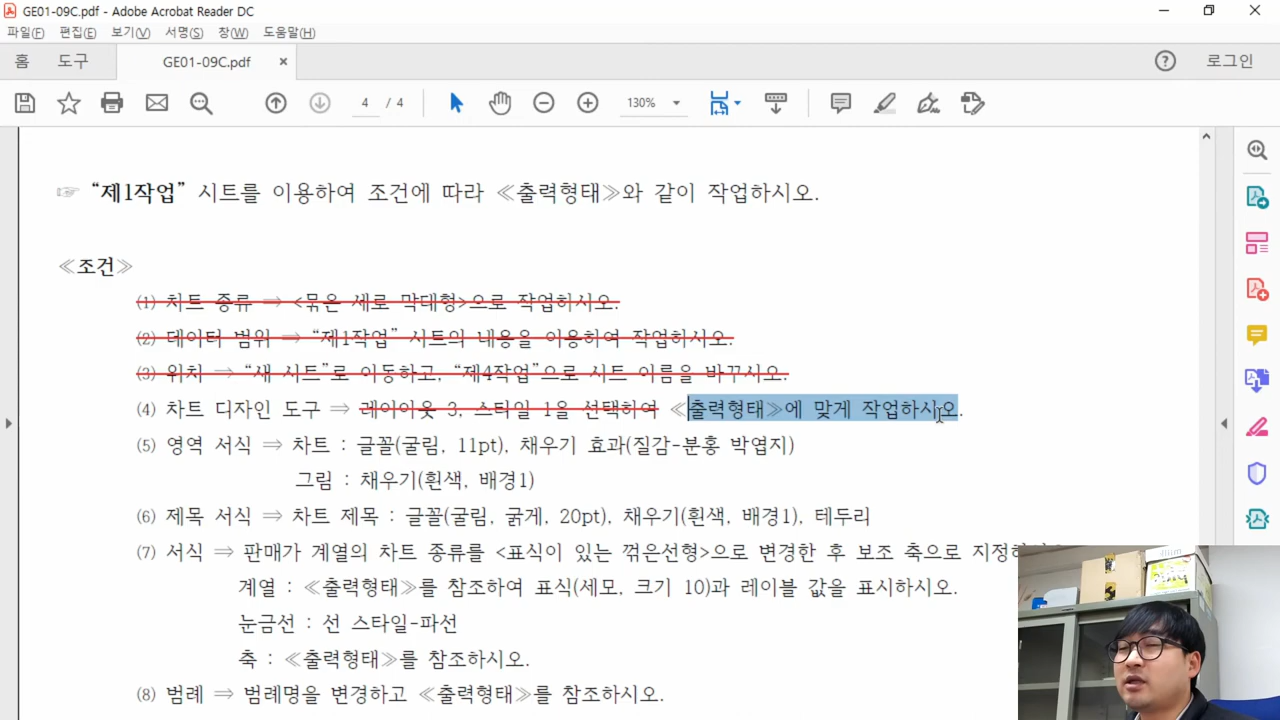 GE01-09C.pdf - Adobe Acrobat Reader DC
파일(F) 편집(E) 보기(V) 서명(S) 창(W) 도움말(H)
홈 도구 GE01-09C.pdf × 로그인
4 / 4 130%
☞ “제1작업” 시트를 이용하여 조건에 따라 ≪출력형태≫와 같이 작업하시오.
≪조건≫
(1) 차트 종류 ⇒ <묶은 세로 막대형>으로 작업하시오.
(2) 데이터 범위 ⇒ “제1작업” 시트의 내용을 이용하여 작업하시오.
(3) 위치 ⇒ “새 시트”로 이동하고, “제4작업”으로 시트 이름을 바꾸시오.
(4) 차트 디자인 도구 ⇒ 레이아웃 3, 스타일 1을 선택하여 ≪출력형태≫에 맞게 작업하시오.
(5) 영역 서식 ⇒ 차트 : 글꼴(굴림, 11pt), 채우기 효과(질감-분홍 박엽지)
그림 : 채우기(흰색, 배경1)
(6) 제목 서식 ⇒ 차트 제목 : 글꼴(굴림, 굵게, 20pt), 채우기(흰색, 배경1), 테두리
(7) 서식 ⇒ 판매가 계열의 차트 종류를 <표식이 있는 꺾은선형>으로 변경한 후 보조 축으로
계열 : ≪출력형태≫를 참조하여 표식(세모, 크기 10)과 레이블 값을 표시하시오.
눈금선 : 선 스타일-파선
축 : ≪출력형태≫를 참조하시오.
(8) 범례 ⇒ 범례명을 변경하고 ≪출력형태≫를 참조하시오.